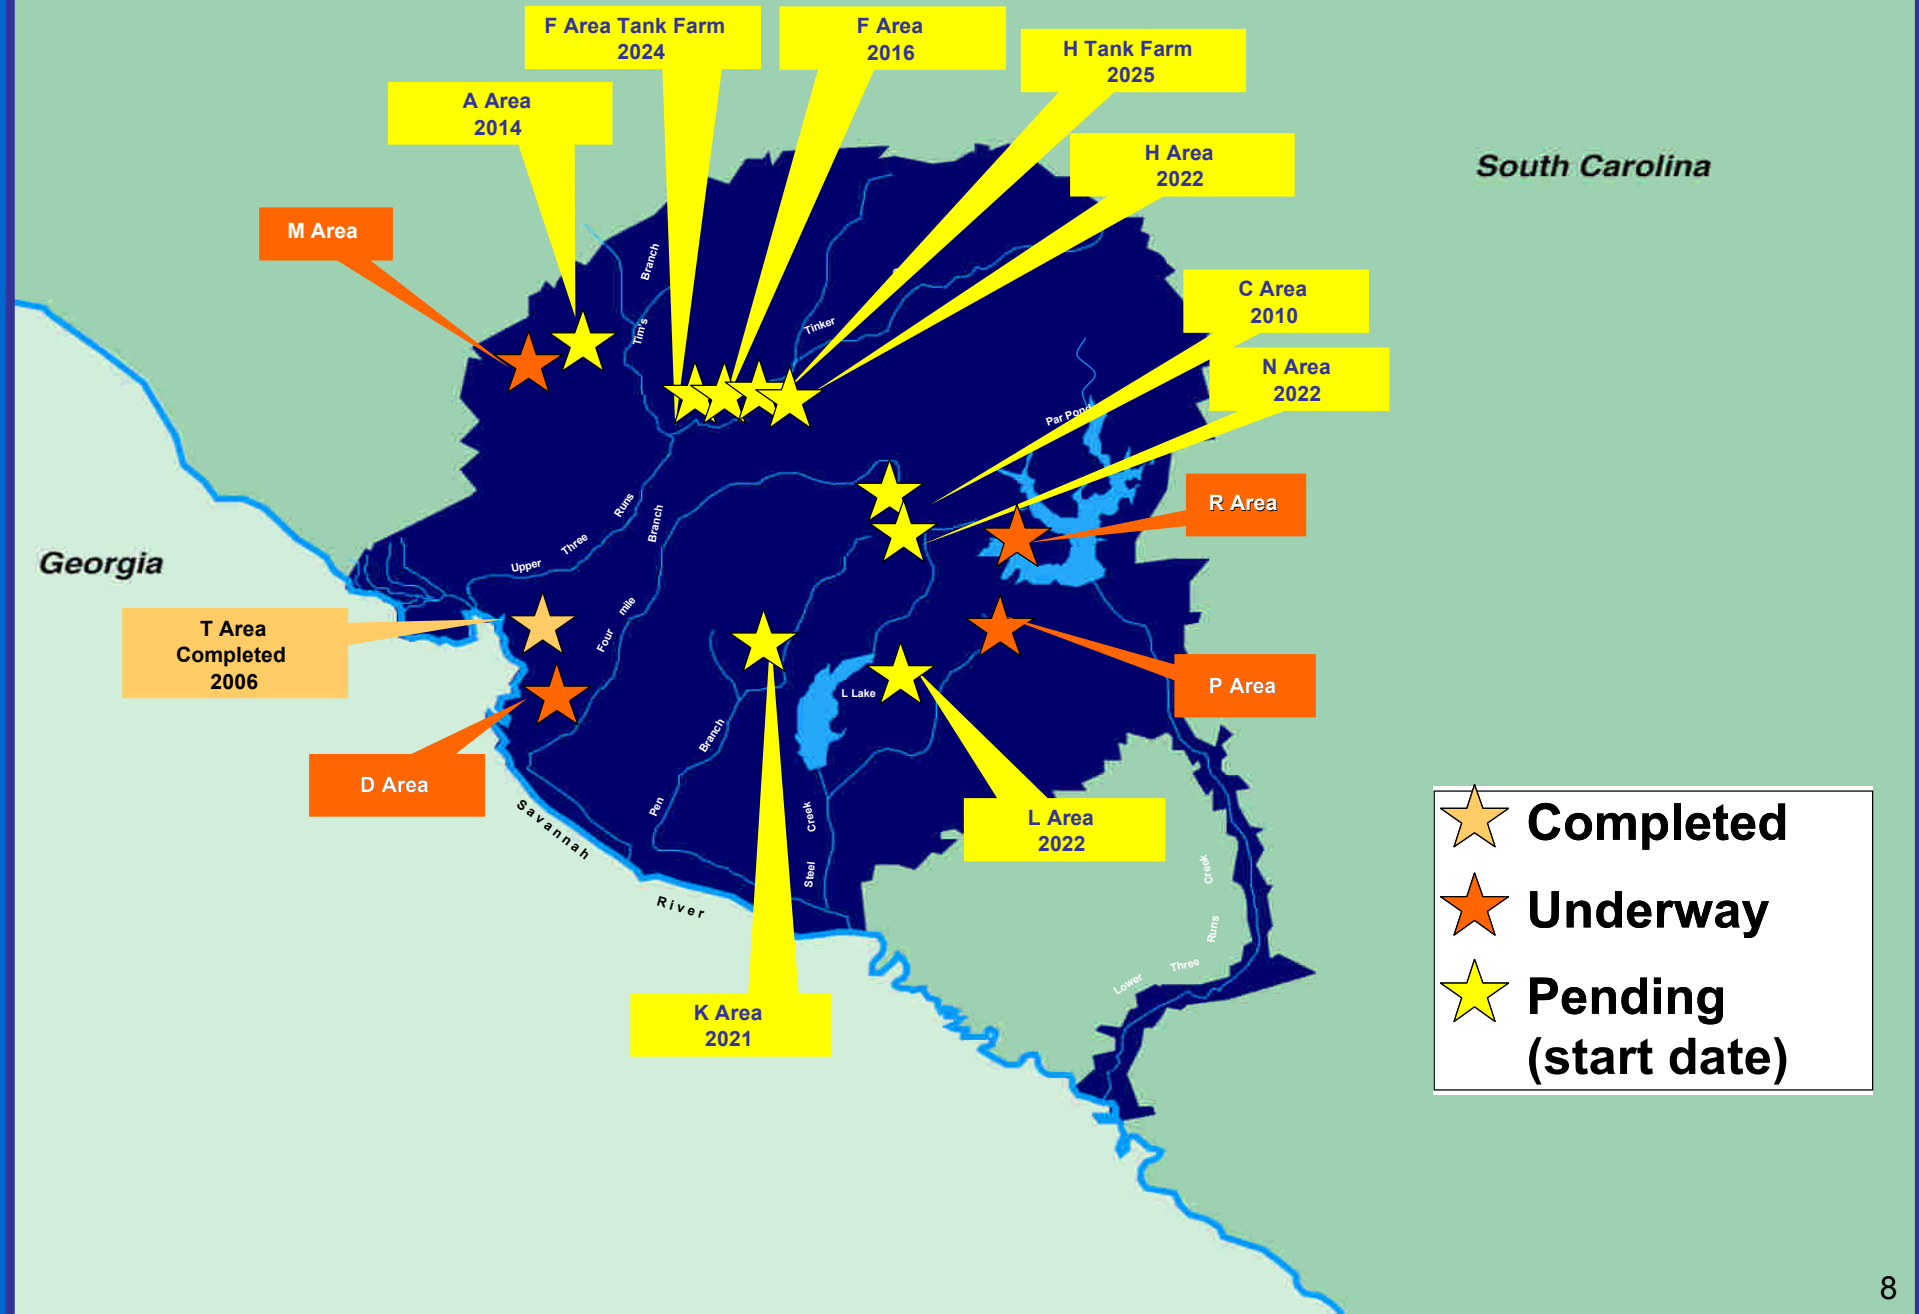 F Area Tank Farm
2024
F Area
2016
H Tank Farm
2025
A Area
2014
H Area
2022
South Carolina
M Area
C Area
2010
N Area
2022
Branch
Tim's
Tinker
Par Pond
R Area
Georgia
Upper Three Runs
Branch
Four mile
T Area
Completed
2006
L Lake
P Area
D Area
Pen Branch
Steel Creek
L Area
2022
Savannah
River
Lower Three Runs Creek
K Area
2021
Completed
Underway
Pending
(start date)
8